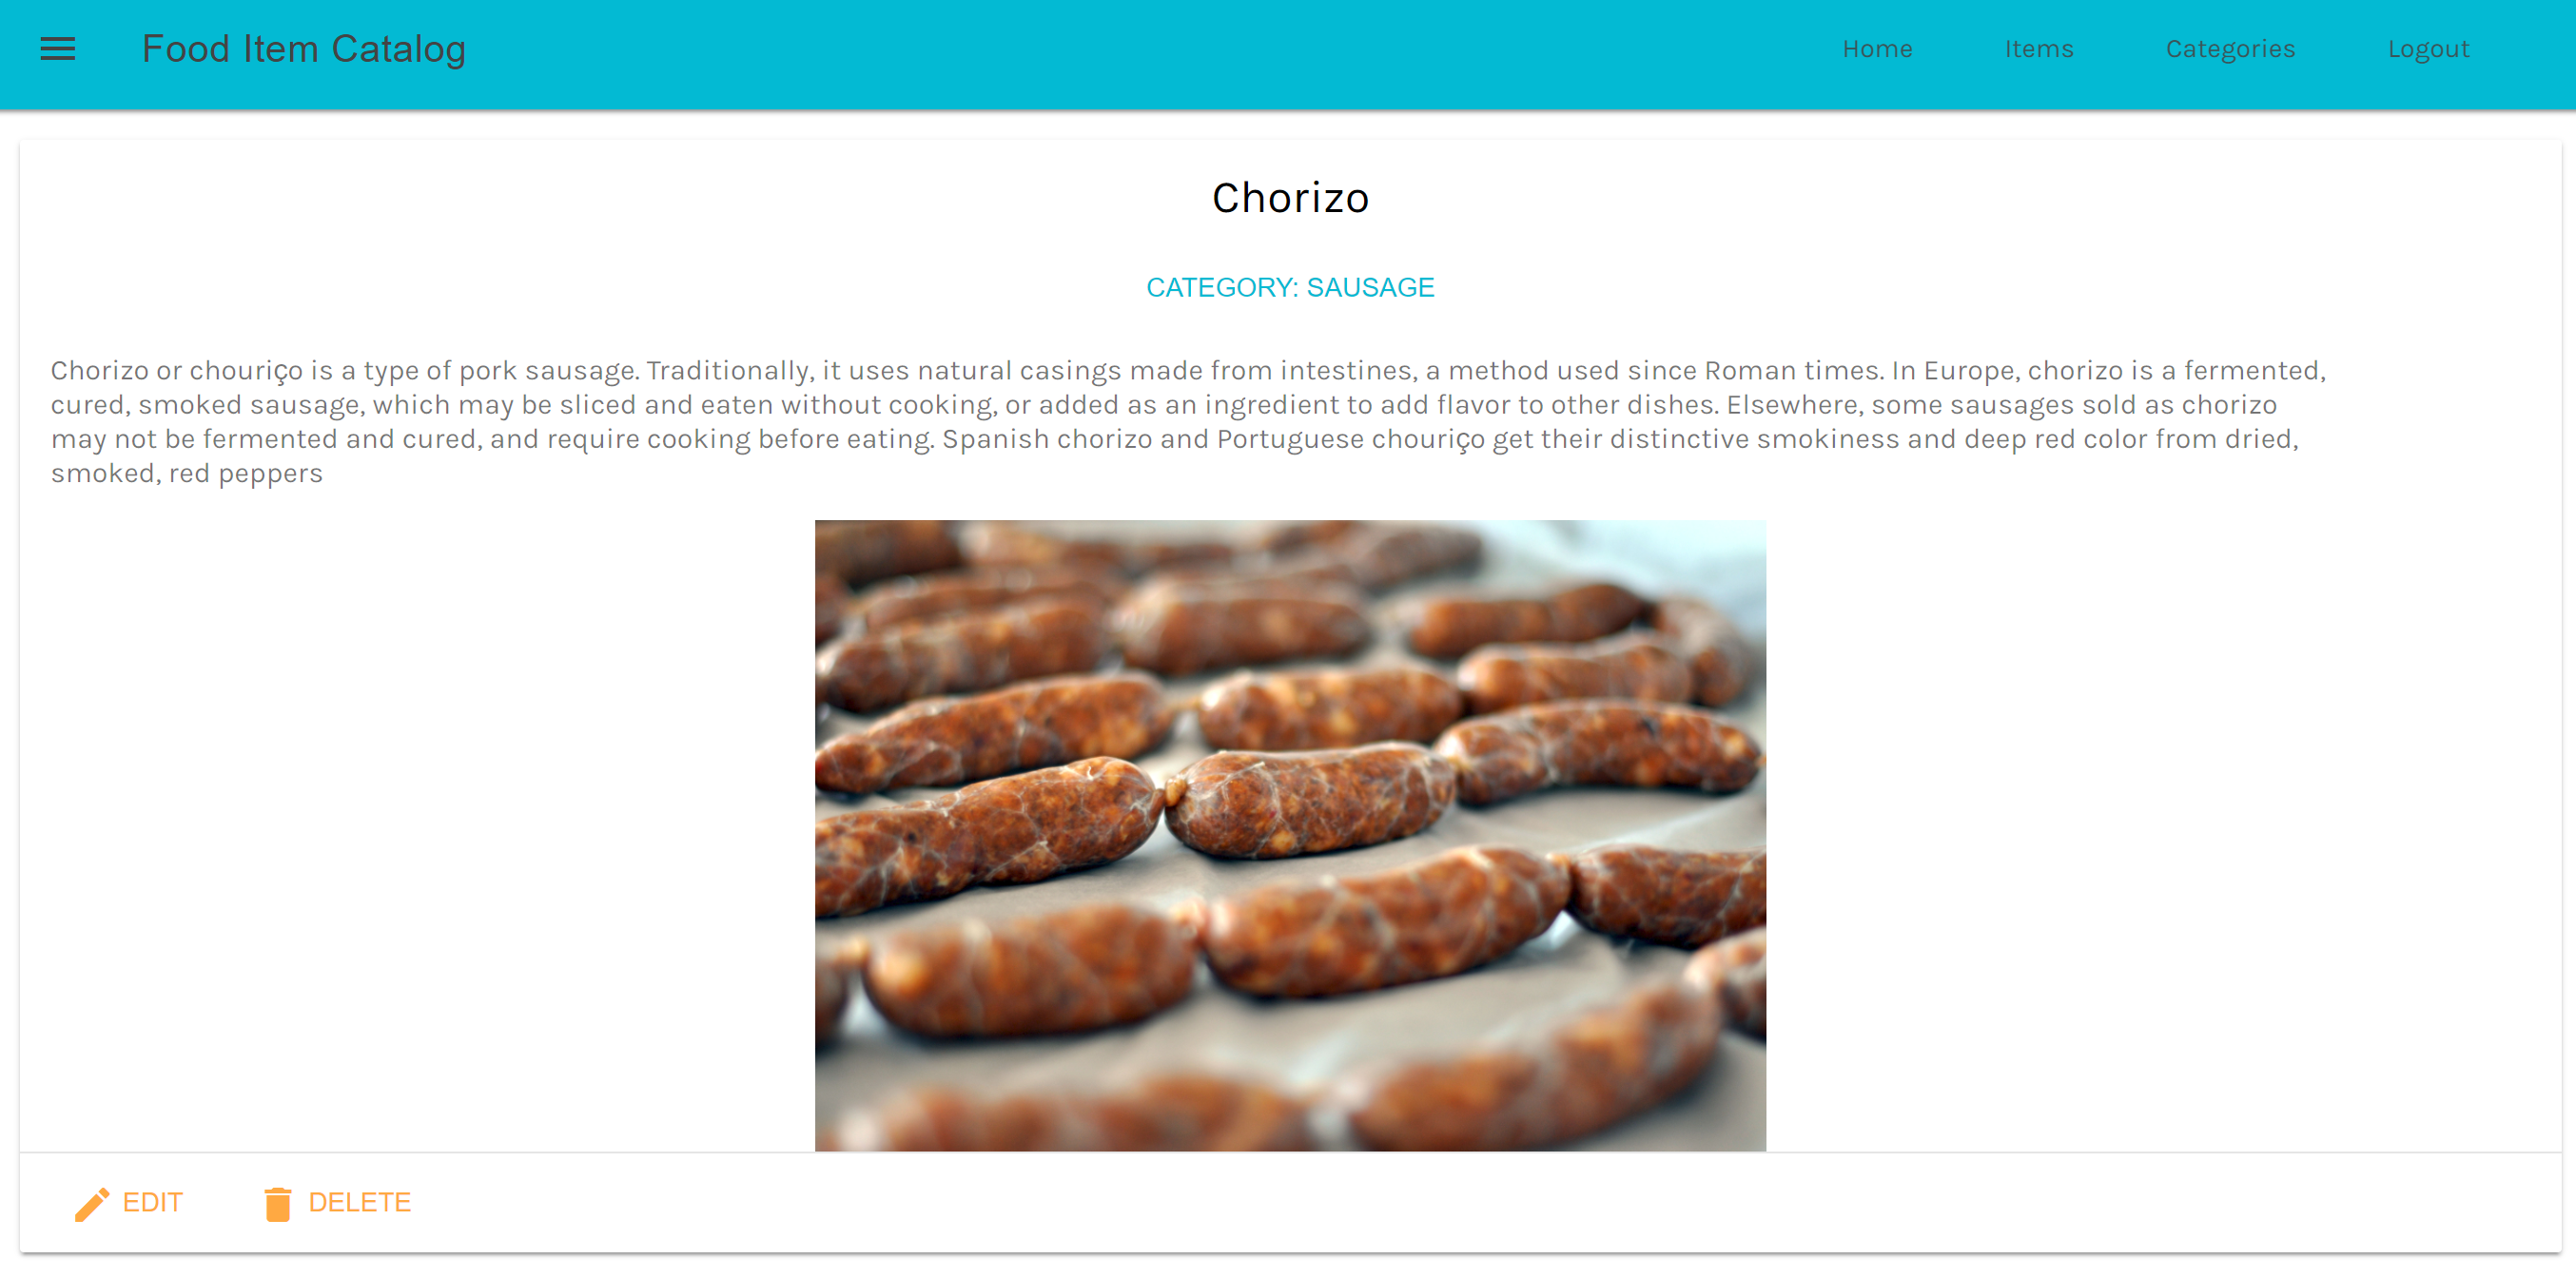 Food Item Catalog
Home
Items
Categories
Logout
Chorizo
CATEGORY: SAUSAGE
Chorizo or chouriço is a type of pork sausage. Traditionally, it uses natural casings made from intestines, a method used since Roman times. In Europe, chorizo is a fermented,
cured, smoked sausage, which may be sliced and eaten without cooking, or added as an ingredient to add flavor to other dishes. Elsewhere, some sausages sold as chorizo
may not be fermented and cured, and require cooking before eating. Spanish chorizo and Portuguese chouriço get their distinctive smokiness and deep red color from dried,
smoked, red peppers
EDIT
DELETE